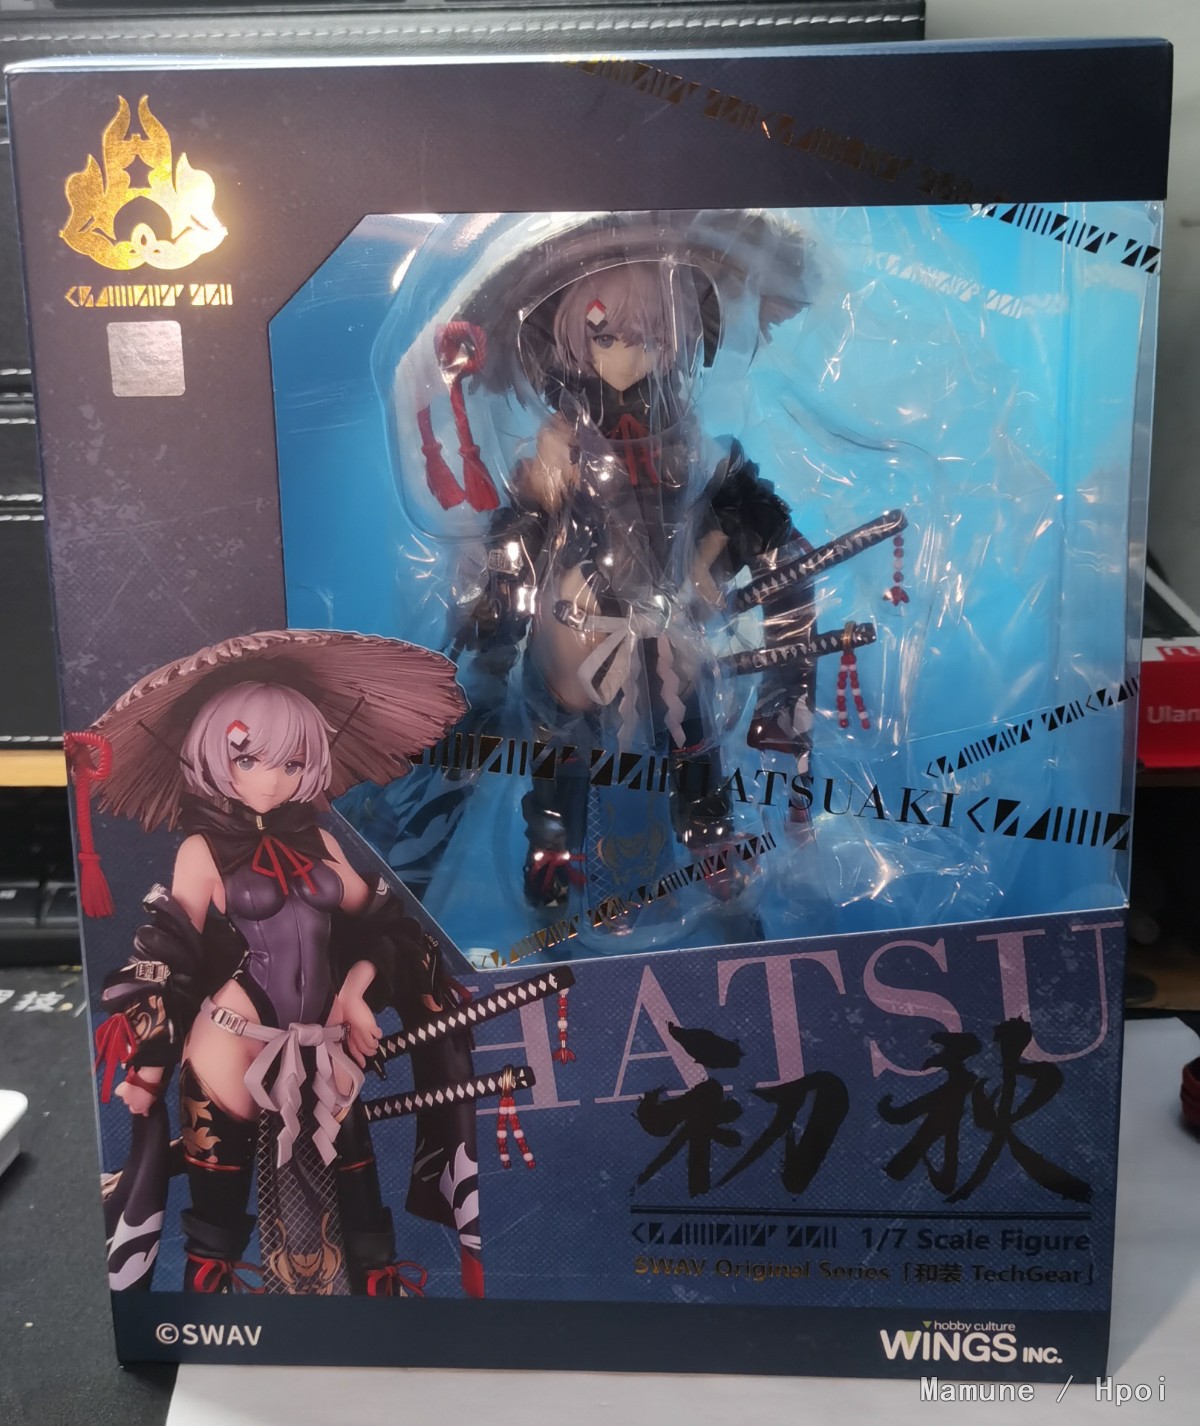 HATSUAKI
Ulan
HATSU
初秋
1/7 Scale Figure
SWAV Original Series「和装 TechGear」
©SWAV
hobby culture
WINGS INC.
Mamune / Hpoi